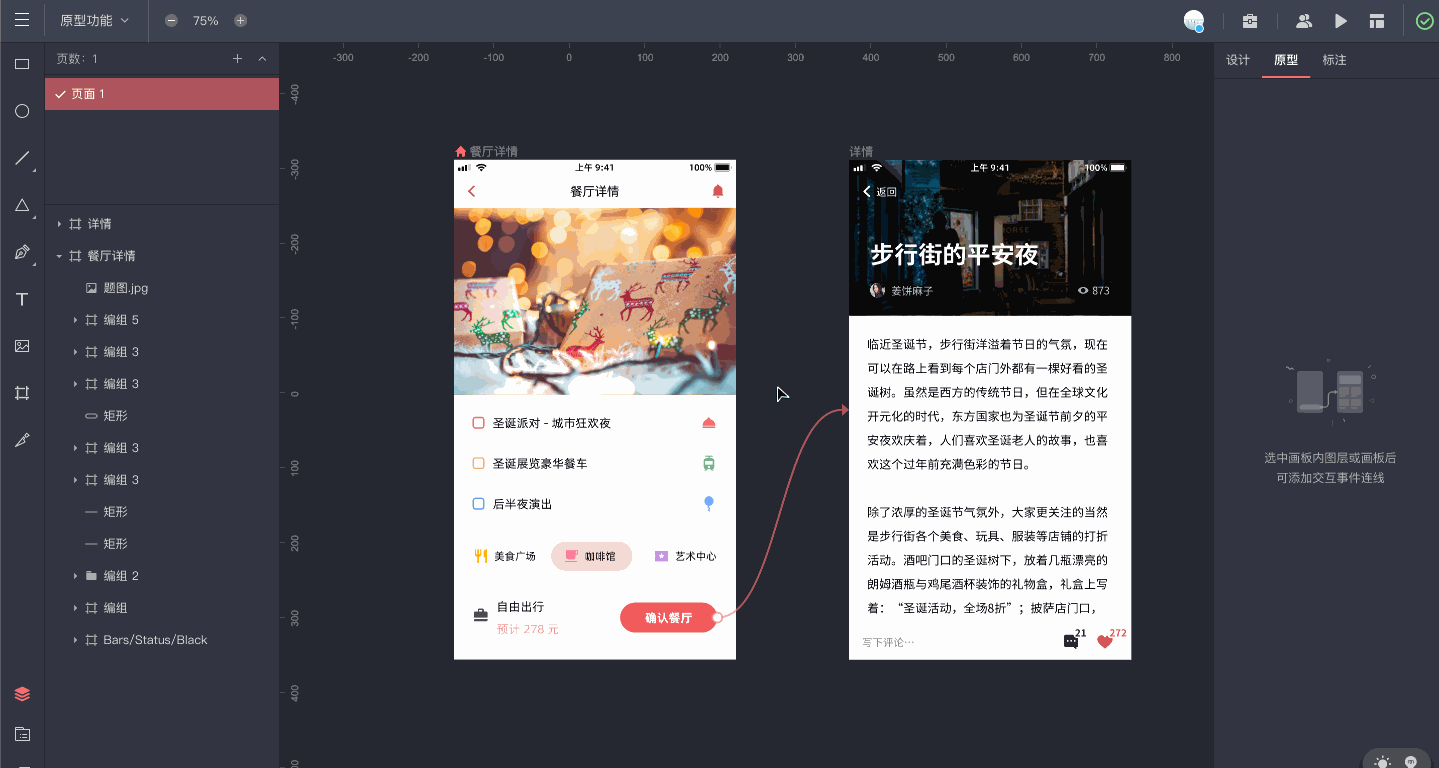 原型功能
75%
页数：1
页面 1
详情
餐厅详情
题图.jpg
编组 5
编组 3
编组 3
矩形
编组 3
编组 3
矩形
矩形
编组 2
编组
Bars/Status/Black
-300
-200
-100
0
100
200
300
400
500
600
700
800
-400
-300
-200
-100
0
100
200
300
400
餐厅详情
上午 9:41
100%
餐厅详情
圣诞派对 - 城市狂欢夜
圣诞展览豪华餐车
后半夜演出
美食广场
咖啡馆
艺术中心
自由出行
预计 278 元
确认餐厅
详情
上午 9:41
100%
返回
步行街的平安夜
姜饼麻子
873
临近圣诞节，步行街洋溢着节日的气氛，现在
可以在路上看到每个店门外都有一棵好看的圣
诞树。虽然是西方的传统节日，但在全球文化
开元化的时代，东方国家也为圣诞节前夕的平
安夜欢庆着，人们喜欢圣诞老人的故事，也喜
欢这个过年前充满色彩的节日。
除了浓厚的圣诞节气氛外，大家更关注的当然
是步行街各个美食、玩具、服装等店铺的打折
活动。酒吧门口的圣诞树下，放着几瓶漂亮的
朗姆酒瓶与鸡尾酒杯装饰的礼物盒，礼盒上写
着：“圣诞活动，全场8折”；披萨店门口，
写下评论…
21
272
设计
原型
标注
选中画板内图层或画板后
可添加交互事件连线